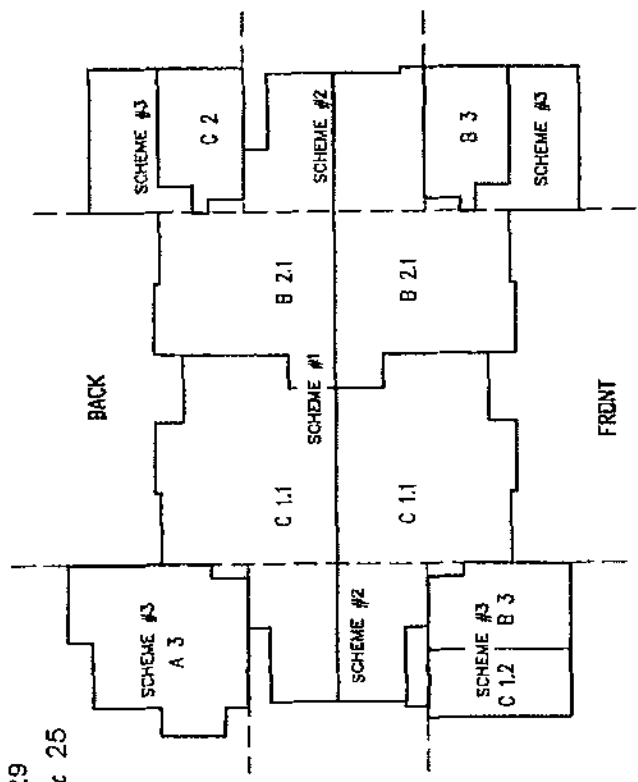 29
c 25
BACK
SCHEME #3
A 3
SCHEME #3
C 2
C 1.1
B 2.1
SCHEME #1
SCHEME #2
SCHEME #2
C 1.1
B 2.1
SCHEME #3
C 1.2 B 3
B 3
SCHEME #3
FRONT